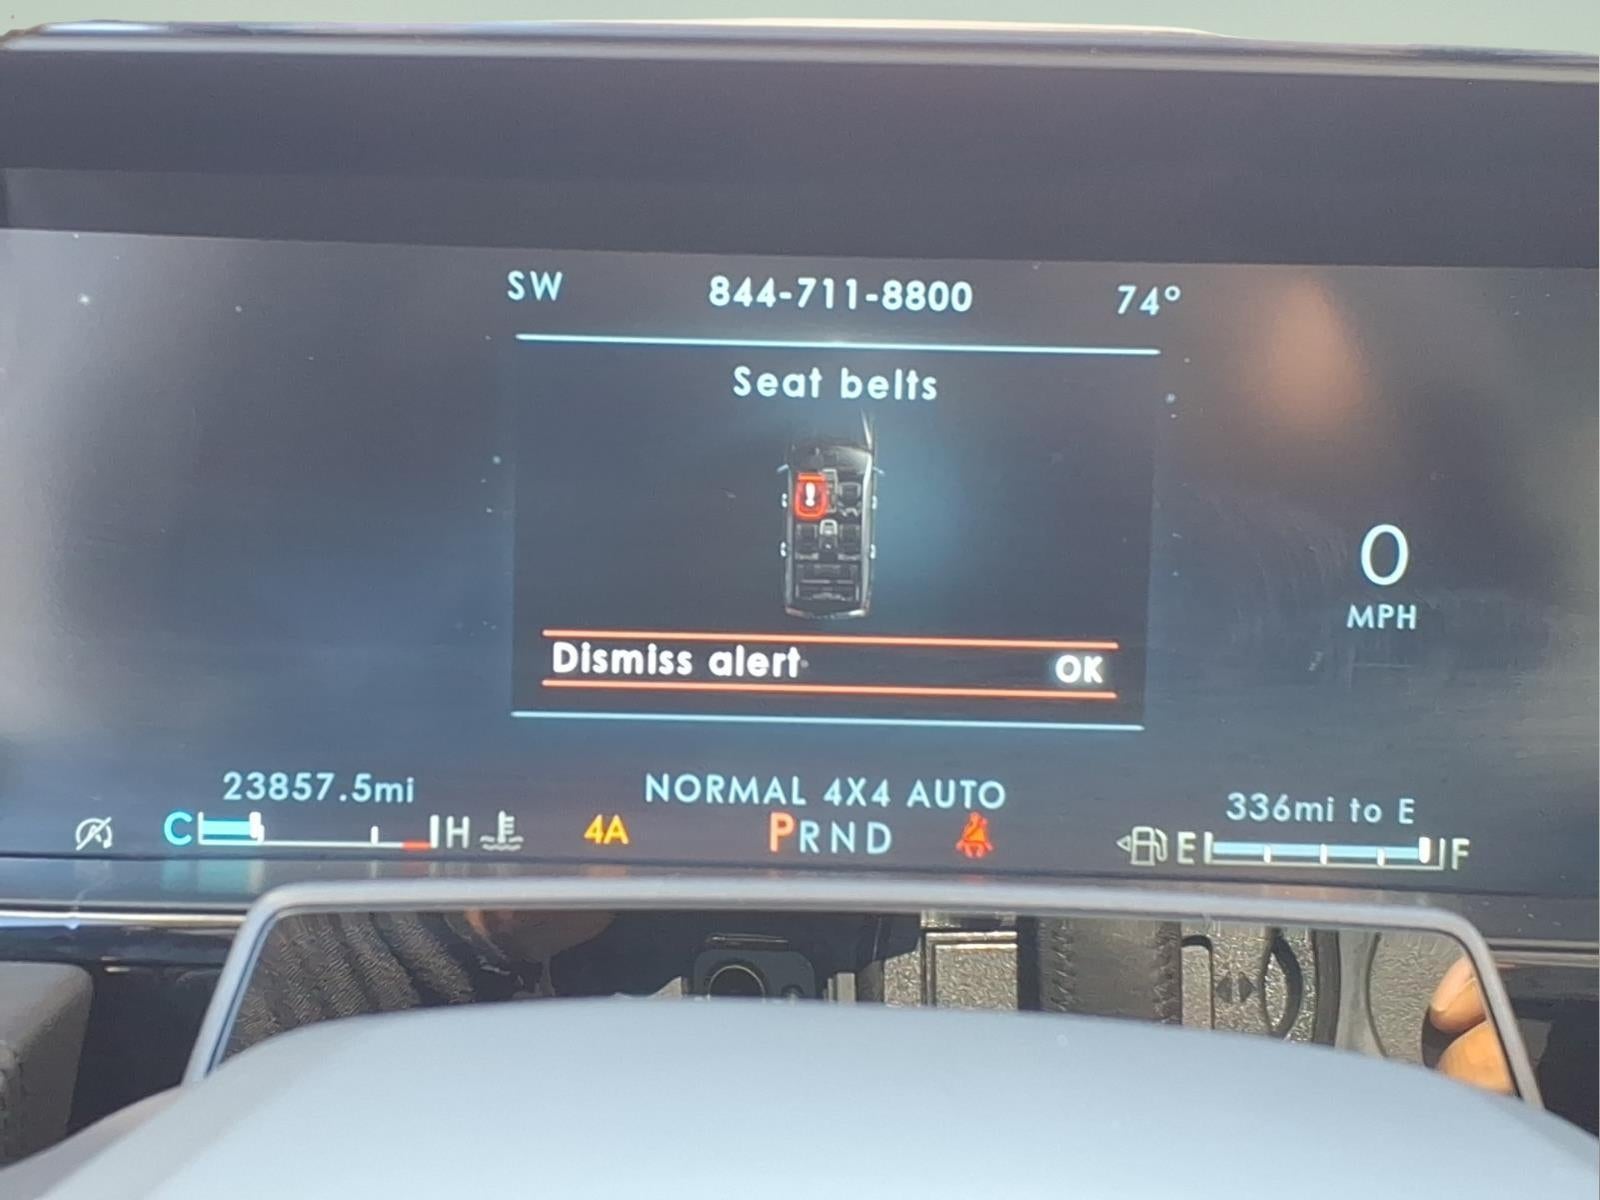 SW 844-711-8800 74°
Seat belts
!
Dismiss alert OK
0
MPH
23857.5mi NORMAL 4X4 AUTO 336mi to E
C H 4A PRND E F